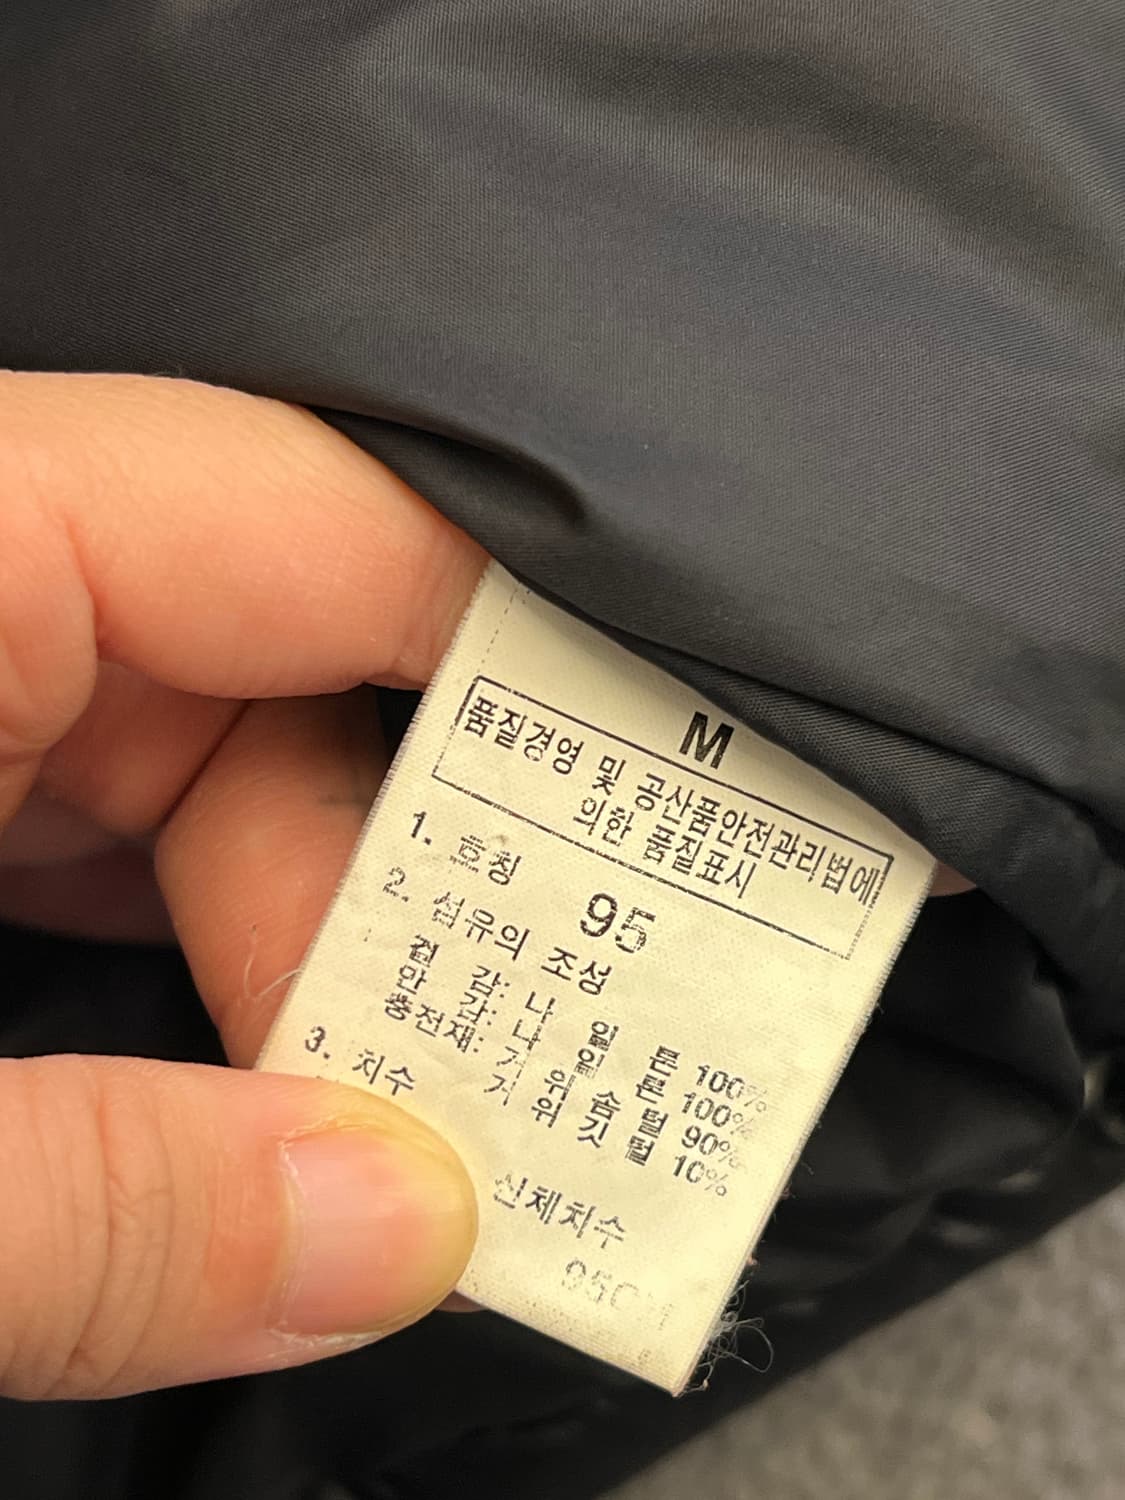 M
품질경영 및 공산품안전관리법에
의한 품질표시
1. 호칭 95
2. 섬유의 조성
겉 감: 나 일 론 100%
안 감: 나 일 론 100%
충전재: 거 위 솜 털 90%
거 위 깃 털 10%
3. 치수
신체치수
95CM